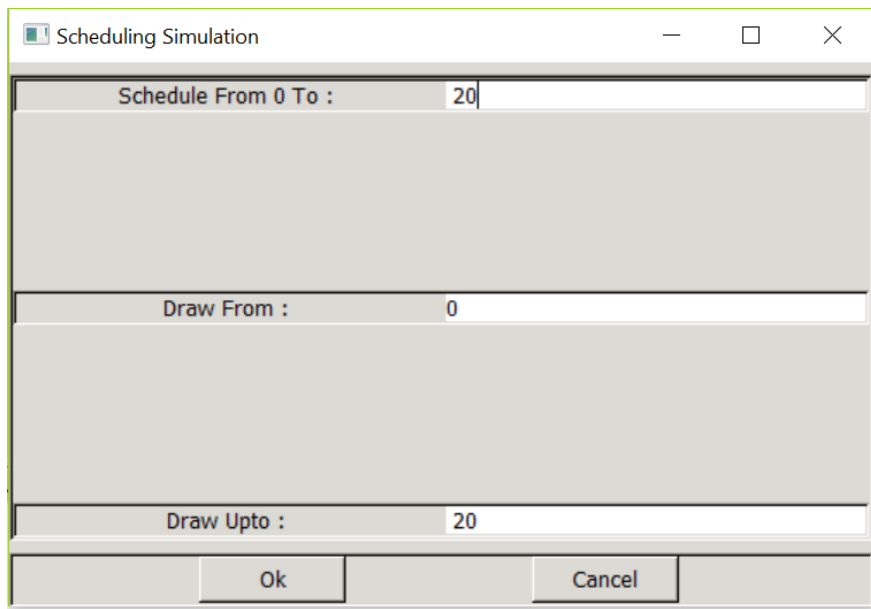 Scheduling Simulation
Schedule From 0 To : 20
Draw From : 0
Draw Upto : 20
Ok Cancel